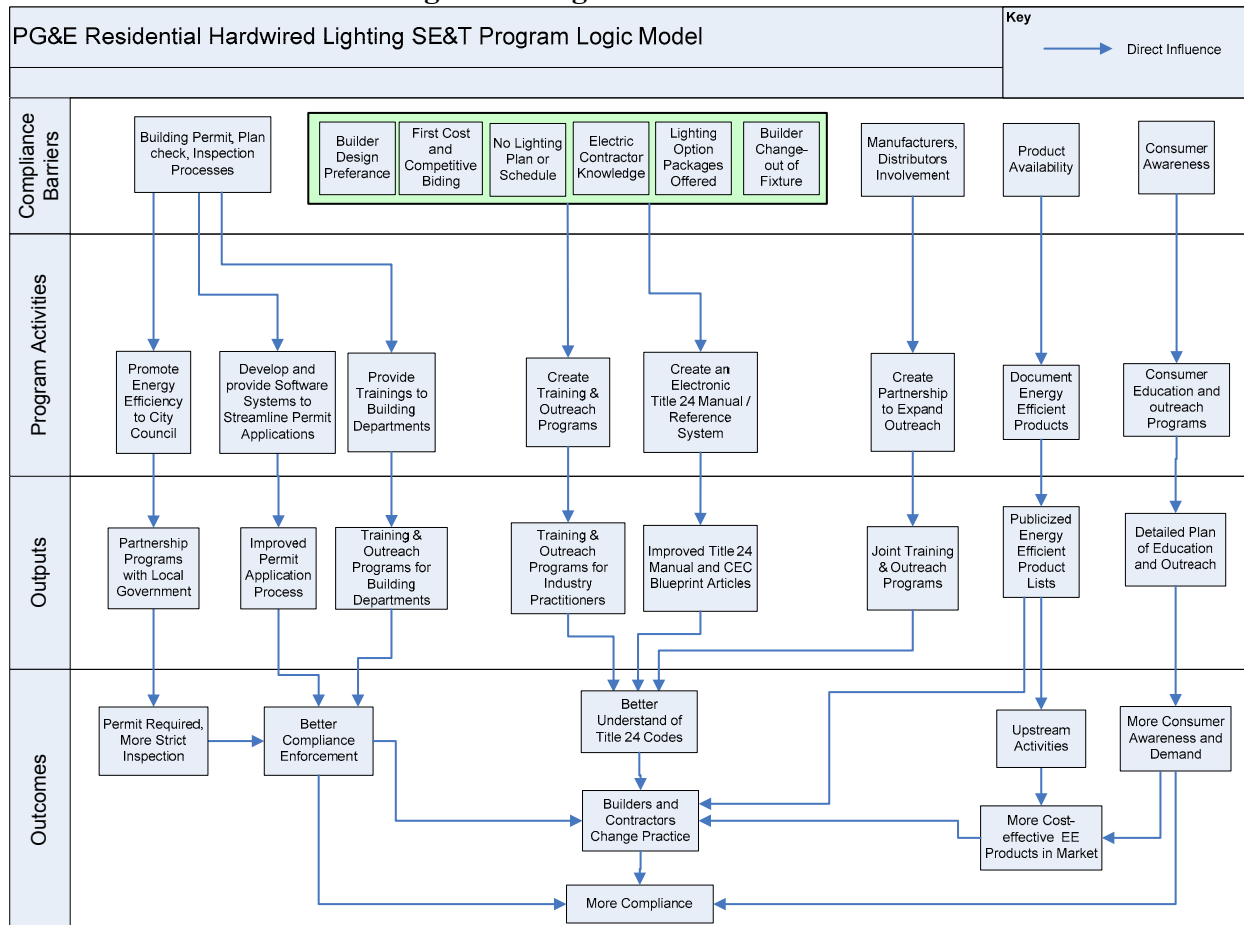 PG&E Residential Hardwired Lighting SE&T Program Logic Model
Key
Direct Influence
Compliance
Barriers
Building Permit, Plan
check, Inspection
Processes
Builder
Design
Preferance
First Cost
and
Competitive
Biding
No Lighting
Plan or
Schedule
Electric
Contractor
Knowledge
Lighting
Option
Packages
Offered
Builder
Change-
out of
Fixture
Manufacturers,
Distributors
Involvement
Product
Availability
Consumer
Awareness
Program Activities
Promote
Energy
Efficiency
to City
Council
Develop and
provide Software
Systems to
Streamline Permit
Applications
Provide
Trainings to
Building
Departments
Create
Training &
Outreach
Programs
Create an
Electronic
Title 24 Manual /
Reference
System
Create
Partnership
to Expand
Outreach
Document
Energy
Efficient
Products
Consumer
Education and
outreach
Programs
Outputs
Partnership
Programs
with Local
Government
Improved
Permit
Application
Process
Training &
Outreach
Programs for
Building
Departments
Training &
Outreach
Programs for
Industry
Practitioners
Improved Title 24
Manual and CEC
Blueprint Articles
Joint Training
& Outreach
Programs
Publicized
Energy
Efficient
Product
Lists
Detailed Plan
of Education
and Outreach
Outcomes
Permit Required,
More Strict
Inspection
Better
Compliance
Enforcement
Better
Understand of
Title 24 Codes
Upstream
Activities
More Consumer
Awareness and
Demand
Builders and
Contractors
Change Practice
More Cost-
effective EE
Products in Market
More Compliance